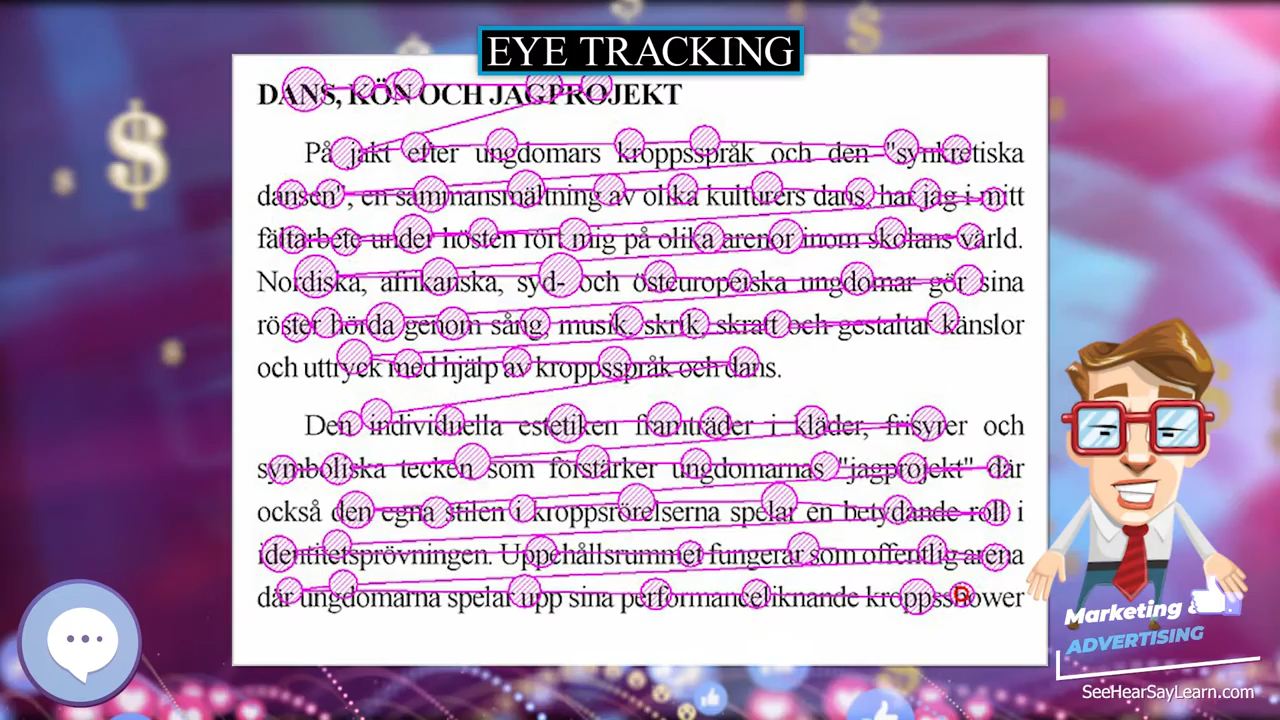 EYE TRACKING
DANS, KÖN OCH JAGPROJEKT
På jakt efter ungdomars kroppsspråk och den "synkretiska
dansen", en sammansmältning av olika kulturers dans, har jag i mitt
fältarbete under hösten rört mig på olika arenor inom skolans värld.
Nordiska, afrikanska, syd- och östeuropeiska ungdomar gör sina
röster hörda genom sång, musik, skrik, skratt och gestaltar känslor
och uttryck med hjälp av kroppsspråk och dans.
Den individuella estetiken framträder i kläder, frisyrer och
symboliska tecken som förstärker ungdomarnas "jagprojekt" där
också den egna stilen i kroppsrörelserna spelar en betydande roll i
identitetsprövningen. Uppehållsrummet fungerar som offentlig arena
där ungdomarna spelar upp sina performanceliknande kroppsshower
Marketing &
ADVERTISING
SeeHearSayLearn.com